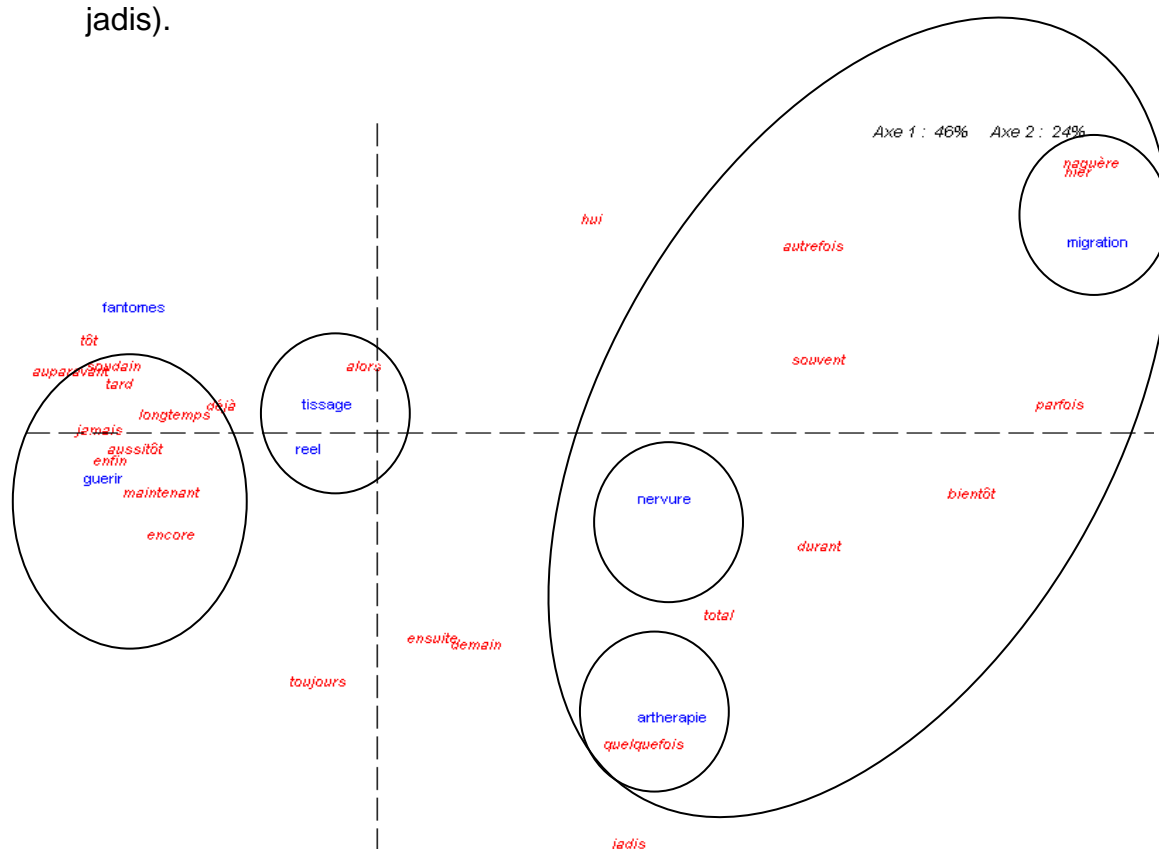 jadis).
Axe 1 : 46% Axe 2 : 24%
naguère
hier
hui
migration
autrefois
fantomes
tôt
souvent
soudain
alors
auparavant
tard
tissage
parfois
déjà
longtemps
jamais
reel
aussitôt
enfin
guerir
maintenant
nervure
bientôt
encore
durant
total
ensuite
demain
toujours
artherapie
quelquefois
jadis